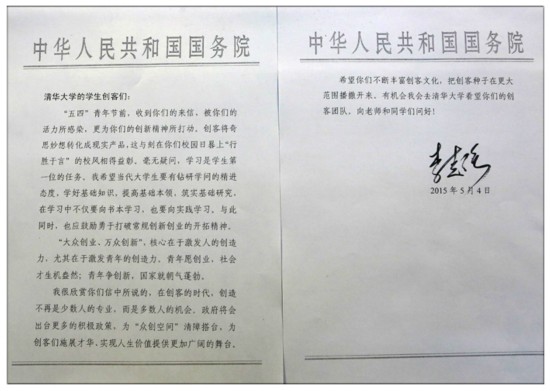 中华人民共和国国务院
清华大学的学生创客们：
“五四”青年节前，收到你们的来信，被你们的
活力所感染，更为你们的创新精神所打动。创客将奇
思妙想转化成现实产品，这与刻在你们校园日晷上“行
胜于言”的校风相得益彰。毫无疑问，学习是学生第
一位的任务。我希望当代大学生要有钻研学问的精进
态度，学好基础知识，提高基本领，筑实基础研究。
在学习中不仅要向书本学习，也要向实践学习。与此
同时，也应鼓励勇于打破常规创新创业的开拓精神。
“大众创业、万众创新”，核心在于激发人的创造
力，尤其在于激发青年的创造力。青年愿创业，社会
才生机盎然；青年争创新，国家就朝气蓬勃。
我很欣赏你们信中所说的，在创客的时代，创造
不再是少数人的专业，而是多数人的机会。政府将会
出台更多的积极政策，为“众创空间”清障搭台，为
创客们施展才华、实现人生价值提供更加广阔的舞台。
中华人民共和国国务院
希望你们不断丰富创客文化，把创客种子在更大
范围播撒开来。有机会我会去清华大学看望你们的创
客团队。向老师和同学们问好！
李克强
2015年5月4日